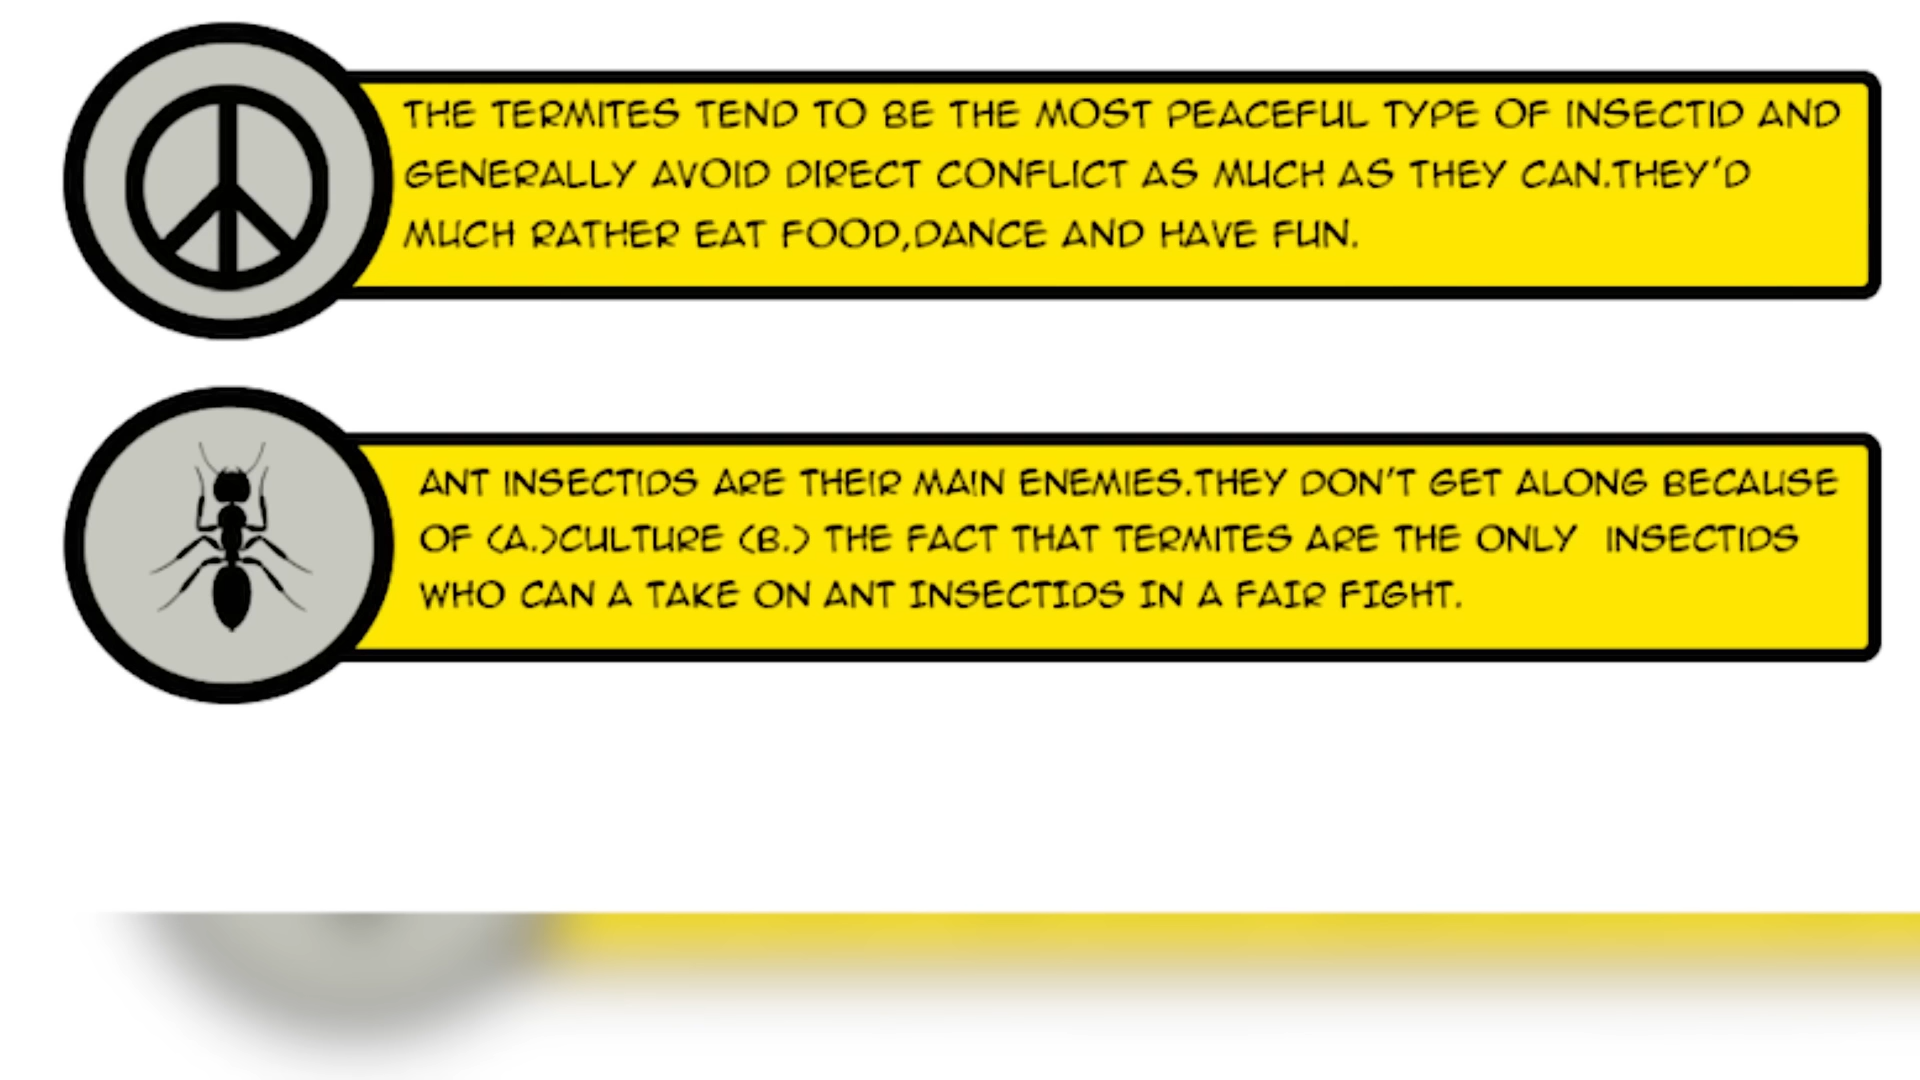 THE TERMITES TEND TO BE THE MOST PEACEFUL TYPE OF INSECTID AND
GENERALLY AVOID DIRECT CONFLICT AS MUCH AS THEY CAN.THEY'D
MUCH RATHER EAT FOOD,DANCE AND HAVE FUN.
ANT INSECTIDS ARE THEIR MAIN ENEMIES.THEY DON'T GET ALONG BECAUSE
OF (A.)CULTURE (B.) THE FACT THAT TERMITES ARE THE ONLY INSECTIDS
WHO CAN A TAKE ON ANT INSECTIDS IN A FAIR FIGHT.